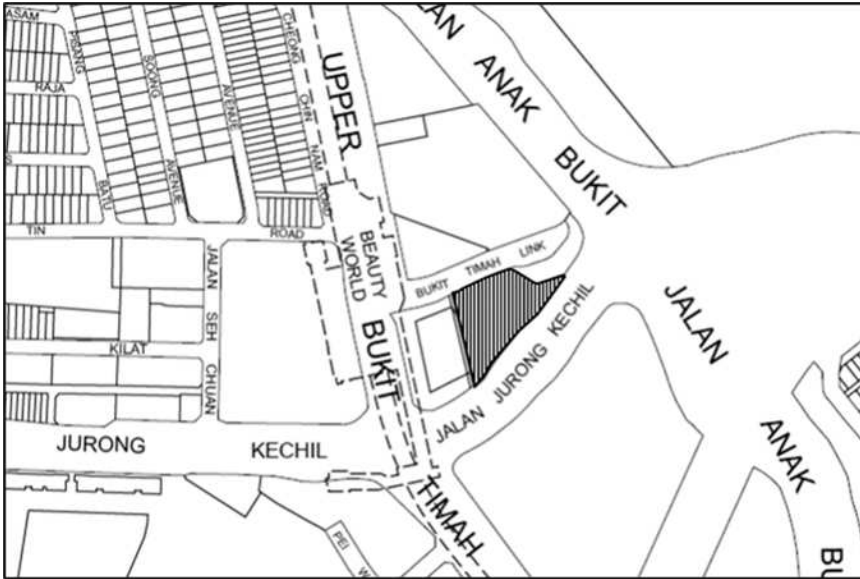 ASAM
PISANG
SOONG
CHEONG
RAJA
AVENUE
CHIN
NAM
ROAD
BATU
AVENUE
TIN
ROAD
UPPER
BEAUTY
WORLD
BUKIT
TIMAH
JALAN
ANAK
BUKIT
BUKIT TIMAH LINK
JALAN JURONG KECHIL
JALAN
ANAK
JALAN
SEH
CHUAN
KILAT
JURONG KECHIL
PEI